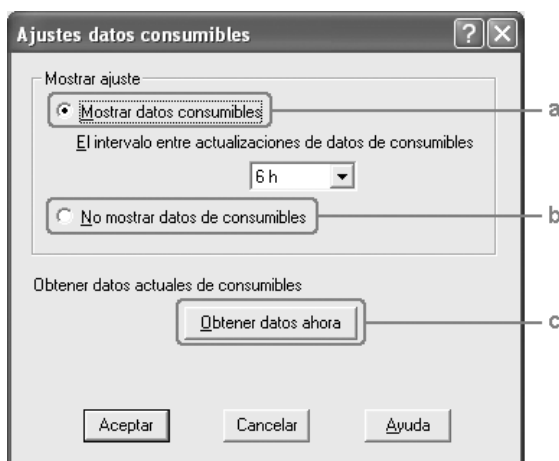 Ajustes datos consumibles
Mostrar ajuste
Mostrar datos consumibles
a
El intervalo entre actualizaciones de datos de consumibles
6 h
No mostrar datos de consumibles
b
Obtener datos actuales de consumibles
Obtener datos ahora
c
Aceptar Cancelar Ayuda